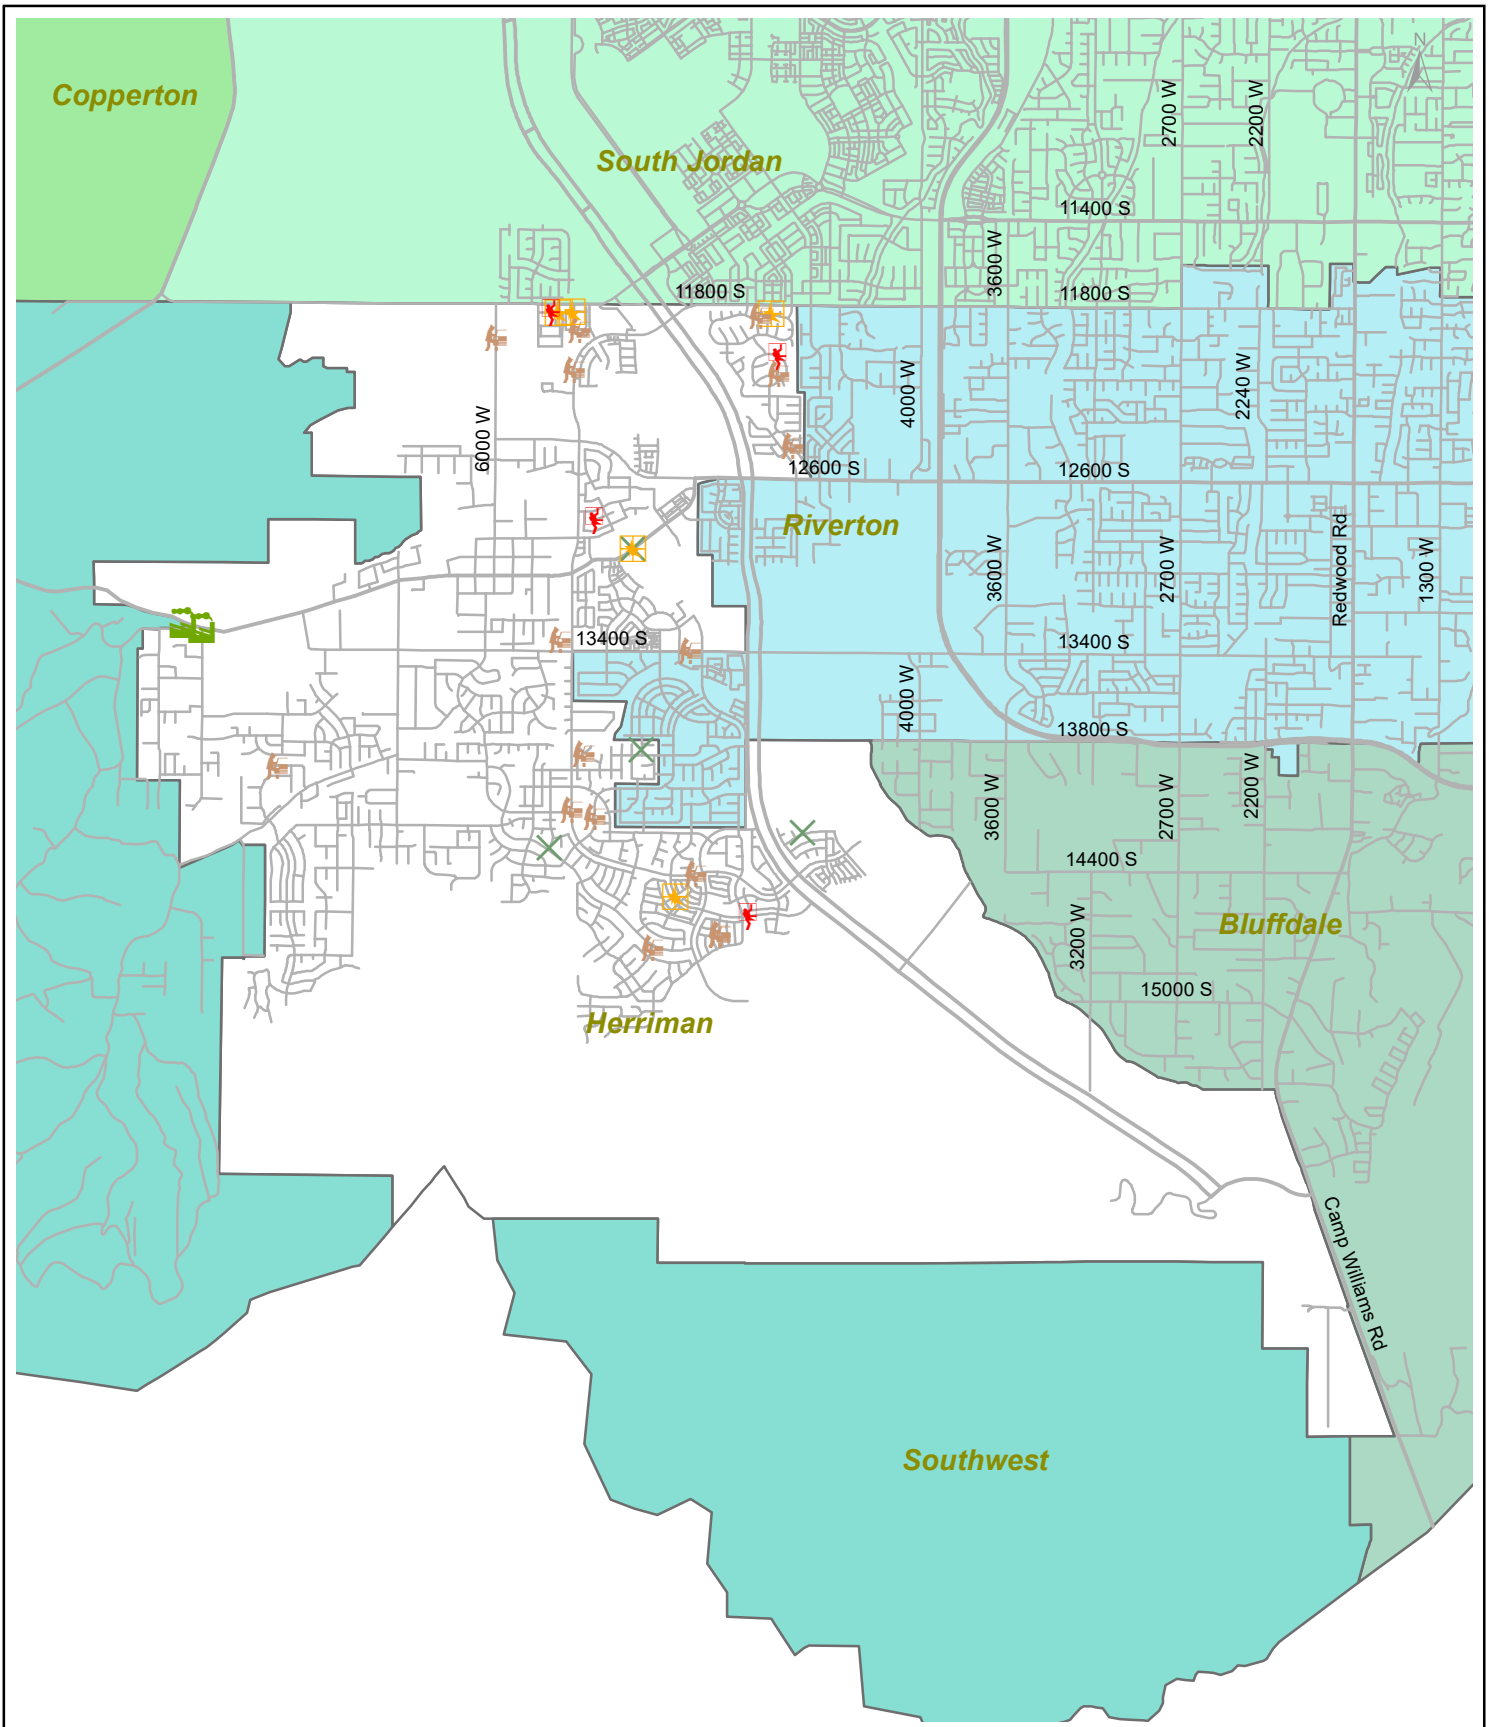 N
Copperton
2700 W
2200 W
South Jordan
11400 S
3600 W
11800 S
11800 S
4000 W
2240 W
6000 W
12600 S
12600 S
Riverton
3600 W
2700 W
Redwood Rd
1300 W
13400 S
13400 S
4000 W
13800 S
3600 W
2700 W
2200 W
14400 S
3200 W
Bluffdale
15000 S
Herriman
Camp Williams Rd
Southwest